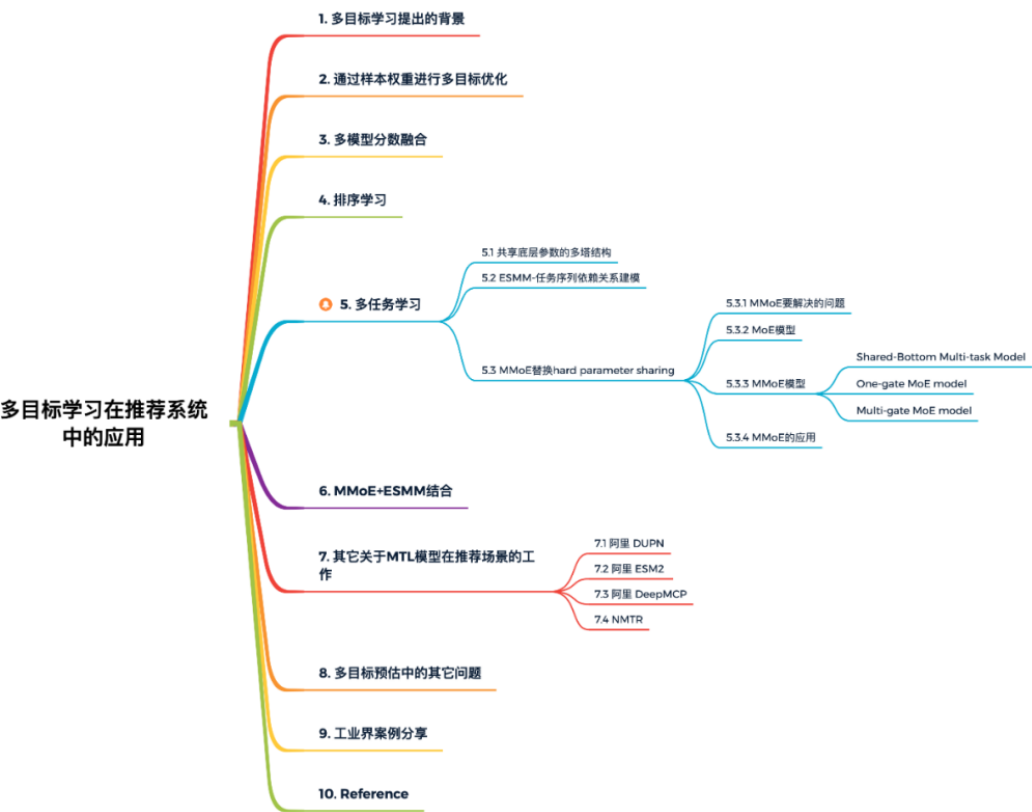 多目标学习在推荐系统
中的应用
1. 多目标学习提出的背景
2. 通过样本权重进行多目标优化
3. 多模型分数融合
4. 排序学习
5. 多任务学习
5.1 共享底层参数的多塔结构
5.2 ESMM-任务序列依赖关系建模
5.3 MMoE替换hard parameter sharing
5.3.1 MMoE要解决的问题
5.3.2 MoE模型
5.3.3 MMoE模型
Shared-Bottom Multi-task Model
One-gate MoE model
Multi-gate MoE model
5.3.4 MMoE的应用
6. MMoE+ESMM结合
7. 其它关于MTL模型在推荐场景的工
作
7.1 阿里 DUPN
7.2 阿里 ESM2
7.3 阿里 DeepMCP
7.4 NMTR
8. 多目标预估中的其它问题
9. 工业界案例分享
10. Reference